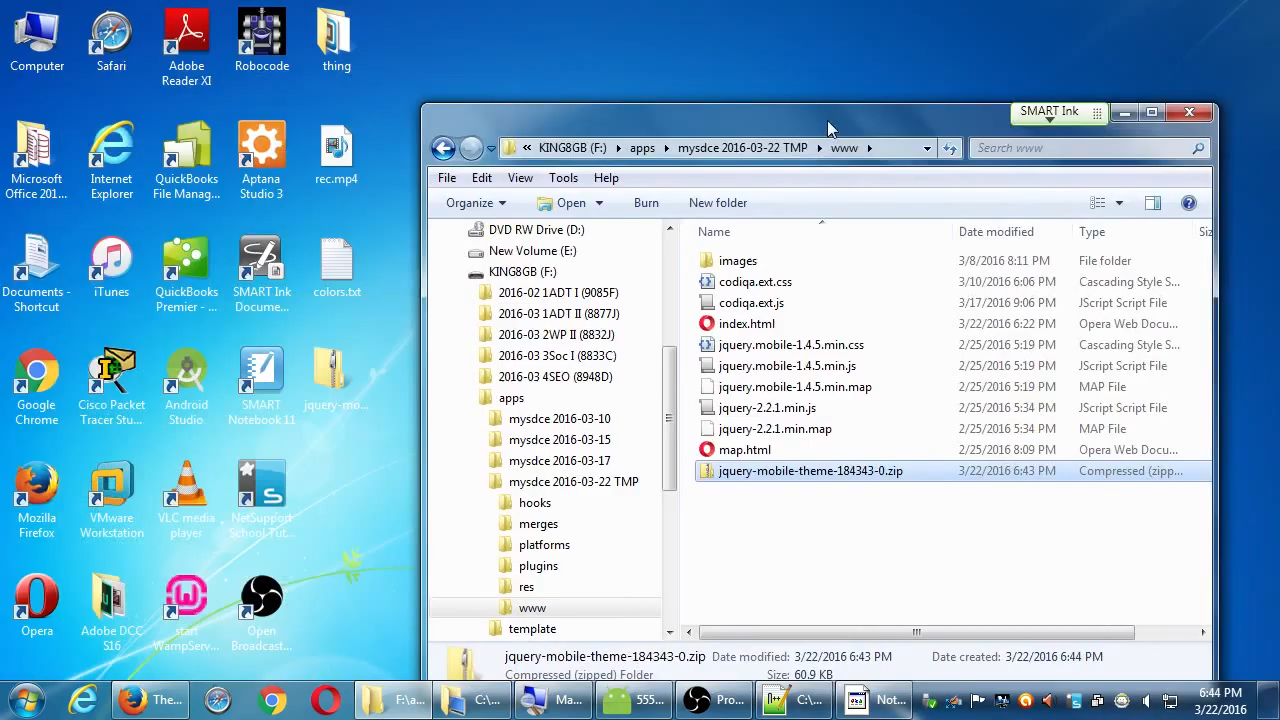 Computer
Safari
Adobe
Reader XI
Robocode
thing
Microsoft
Office 201...
Internet
Explorer
QuickBooks
File Manag...
Aptana
Studio 3
rec.mp4
Documents -
Shortcut
iTunes
QuickBooks
Premier - ...
SMART Ink
Docume...
colors.txt
Google
Chrome
Cisco Packet
Tracer Stu...
Android
Studio
SMART
Notebook 11
jquery-mo...
Mozilla
Firefox
VMware
Workstation
VLC media
player
NetSupport
School Tut...
Opera
Adobe DCC
S16
start
WampServ...
Open
Broadcast...
SMART Ink
« KING8GB (F:) apps mysdce 2016-03-22 TMP www
Search www
File Edit View Tools Help
Organize Open Burn New folder
DVD RW Drive (D:)
New Volume (E:)
KING8GB (F:)
2016-02 1ADT I (9085F)
2016-03 1ADT II (8877J)
2016-03 2WP II (8832J)
2016-03 3Soc I (8833C)
2016-03 4SEO (8948D)
apps
mysdce 2016-03-10
mysdce 2016-03-15
mysdce 2016-03-17
mysdce 2016-03-22 TMP
hooks
merges
platforms
plugins
res
www
template
Name Date modified Type Siz
images 3/8/2016 8:11 PM File folder
codiqa.ext.css 3/10/2016 6:06 PM Cascading Style S...
codiqa.ext.js 3/17/2016 9:06 PM JScript Script File
index.html 3/22/2016 6:22 PM Opera Web Docu...
jquery.mobile-1.4.5.min.css 2/25/2016 5:19 PM Cascading Style S...
jquery.mobile-1.4.5.min.js 2/25/2016 5:19 PM JScript Script File
jquery.mobile-1.4.5.min.map 2/25/2016 5:19 PM MAP File
jquery-2.2.1.min.js 2/25/2016 5:34 PM JScript Script File
jquery-2.2.1.min.map 2/25/2016 5:34 PM MAP File
map.html 2/25/2016 8:09 PM Opera Web Docu...
jquery-mobile-theme-184343-0.zip 3/22/2016 6:43 PM Compressed (zipp...
jquery-mobile-theme-184343-0.zip Date modified: 3/22/2016 6:43 PM Date created: 3/22/2016 6:44 PM
Compressed (zipped) Folder Size: 60.9 KB
The... F:\a... C:\... Ma... 555... Pro... C:\... Not...
6:44 PM
3/22/2016